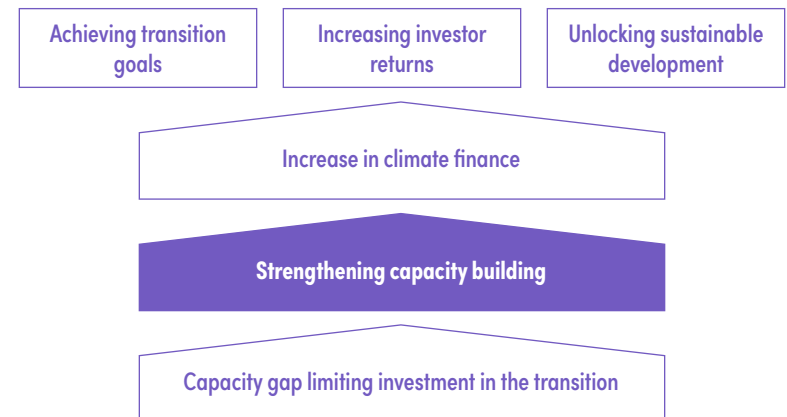 Achieving transition
goals
Increasing investor
returns
Unlocking sustainable
development
Increase in climate finance
Strengthening capacity building
Capacity gap limiting investment in the transition